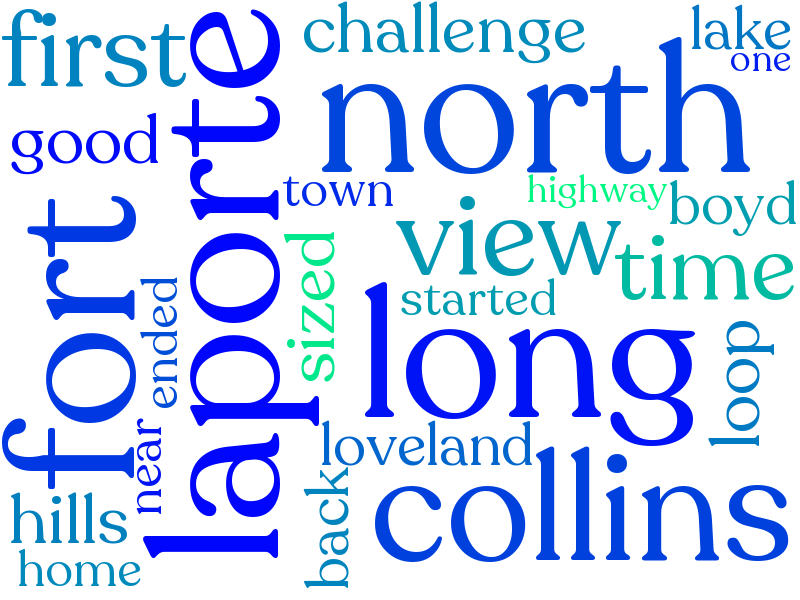 first
challenge
lake
one
good
laporte
north
town
highway
boyd
fort
view
time
ended
sized
started
long
loop
near
loveland
hills
back
collins
home